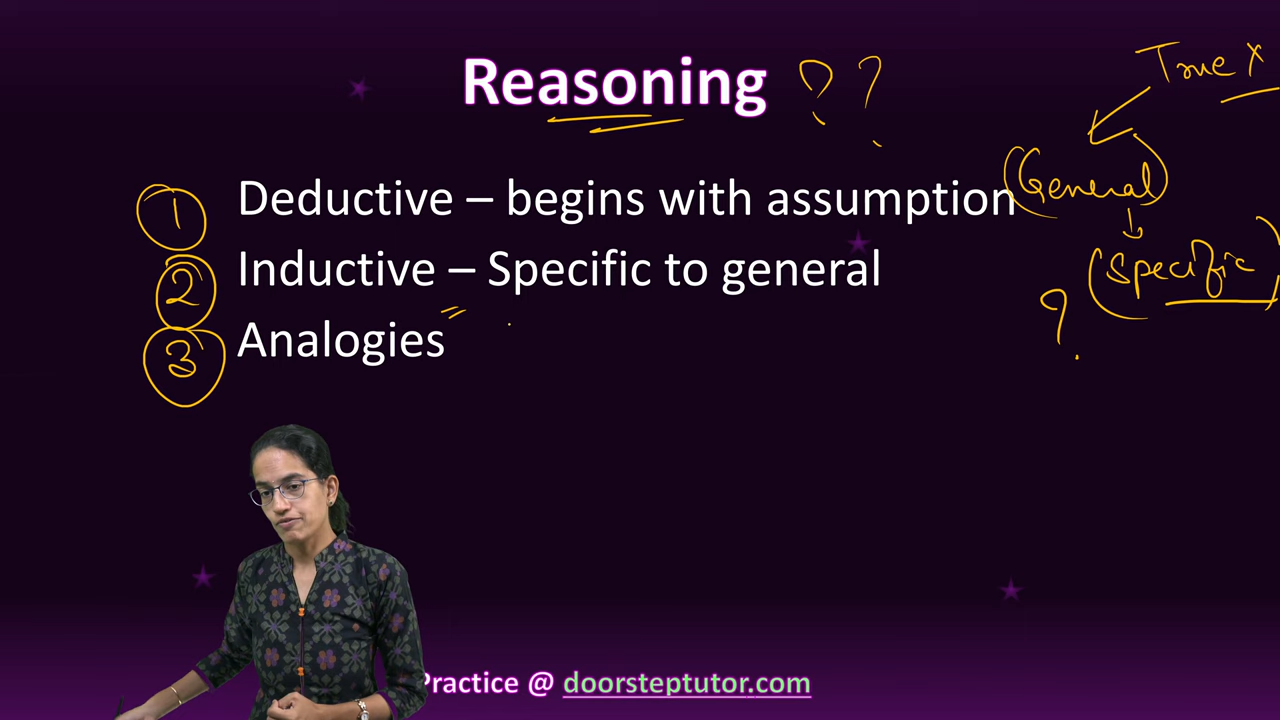 Reasoning ??
True x
(General)
(Specific)
?
1 Deductive – begins with assumption
2 Inductive – Specific to general
3 Analogies
Practice @ doorsteptutor.com